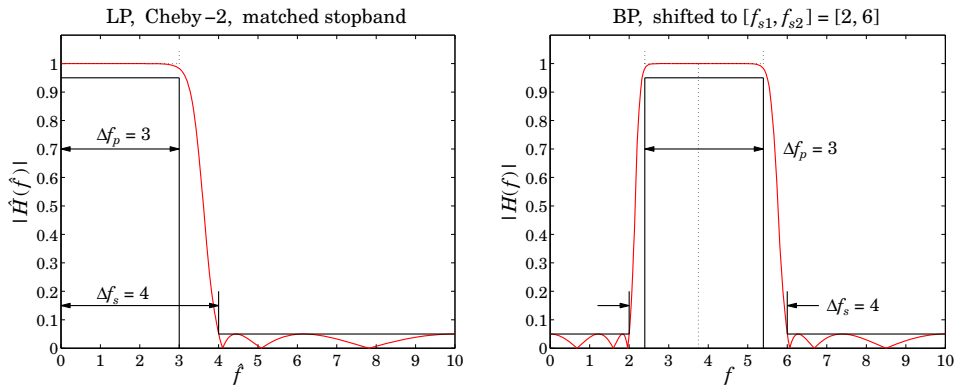 LP, Cheby-2, matched stopband
1
0.9
0.8
0.7
0.6
0.5
0.4
0.3
0.2
0.1
0
|Ĥ(f̂)|
Δf_p = 3
Δf_s = 4
0 1 2 3 4 5 6 7 8 9 10
f̂
BP, shifted to [f_{s1}, f_{s2}] = [2, 6]
1
0.9
0.8
0.7
0.6
0.5
0.4
0.3
0.2
0.1
0
|H(f)|
Δf_p = 3
Δf_s = 4
0 1 2 3 4 5 6 7 8 9 10
f